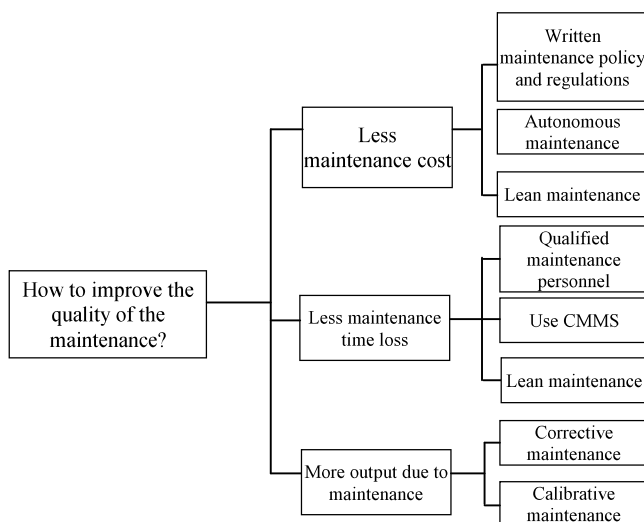 How to improve the
quality of the
maintenance?
Less
maintenance cost
Written
maintenance policy
and regulations
Autonomous
maintenance
Lean maintenance
Less maintenance
time loss
Qualified
maintenance
personnel
Use CMMS
Lean maintenance
More output due to
maintenance
Corrective
maintenance
Calibrative
maintenance